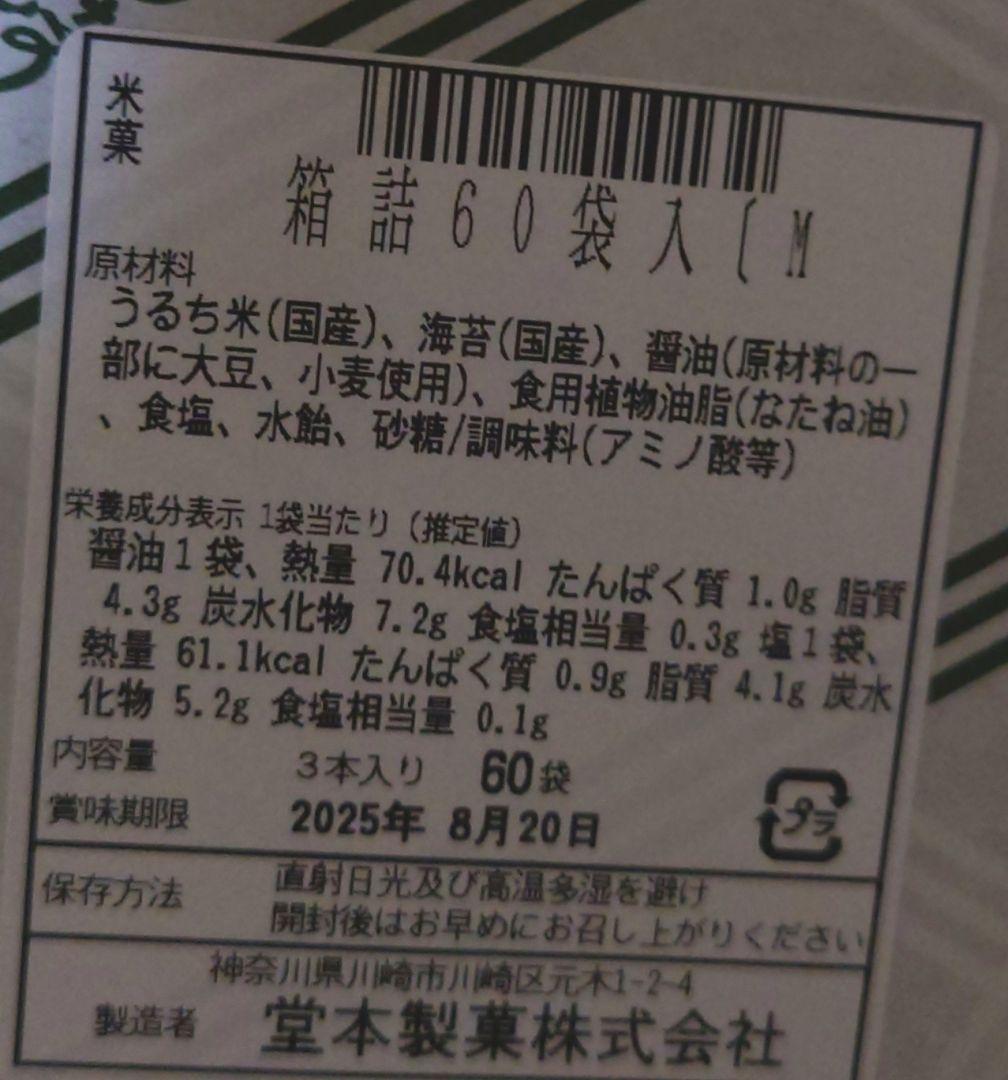 米菓
箱詰60袋入〔M
原材料
うるち米(国産)、海苔(国産)、醤油(原材料の一
部に大豆、小麦使用)、食用植物油脂(なたね油)
、食塩、水飴、砂糖/調味料(アミノ酸等)
栄養成分表示 1袋当たり (推定値)
醤油1袋、熱量 70.4kcal たんぱく質 1.0g 脂質
4.3g 炭水化物 7.2g 食塩相当量 0.3g 塩1袋、
熱量 61.1kcal たんぱく質 0.9g 脂質 4.1g 炭水
化物 5.2g 食塩相当量 0.1g
内容量 3本入り 60袋
賞味期限 2025年 8月20日
プラ
保存方法 直射日光及び高温多湿を避け
開封後はお早めにお召し上がりください
神奈川県川崎市川崎区元木1-2-4
製造者 堂本製菓株式会社